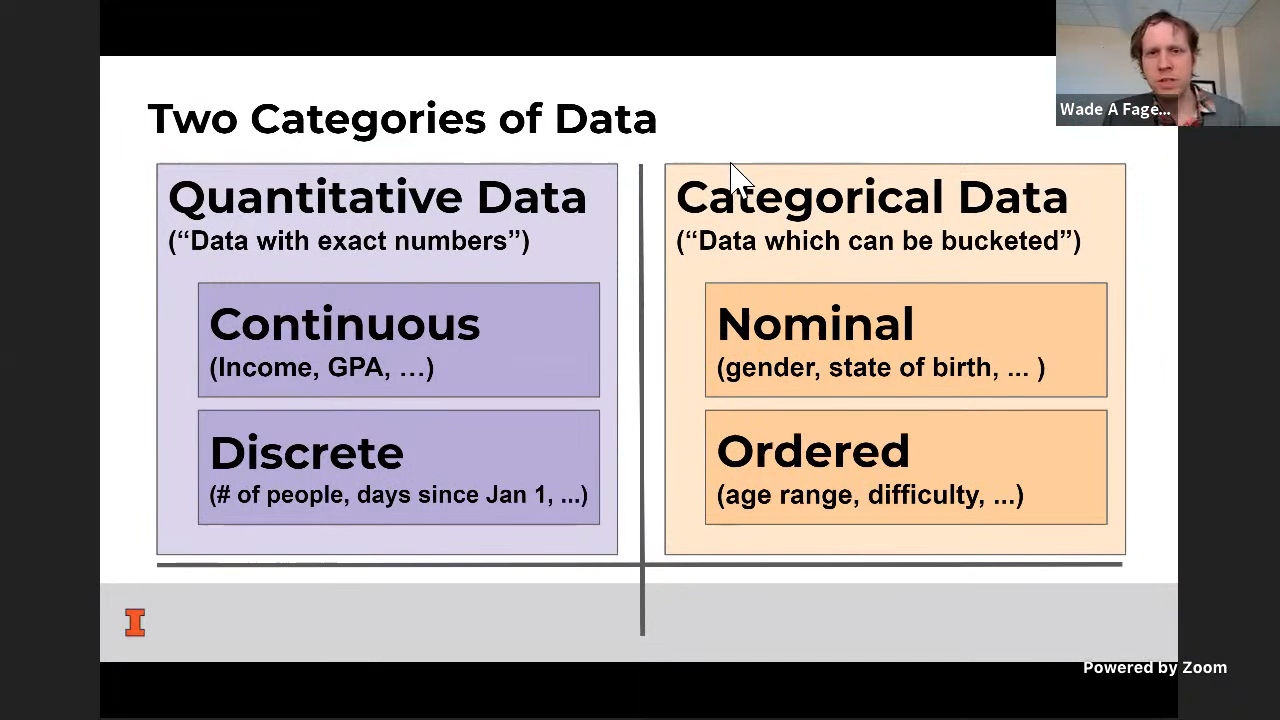 Two Categories of Data
Wade A Fage...
Quantitative Data
(“Data with exact numbers”)
Continuous
(Income, GPA, …)
Discrete
(# of people, days since Jan 1, ...)
Categorical Data
(“Data which can be bucketed”)
Nominal
(gender, state of birth, ... )
Ordered
(age range, difficulty, ...)
I
Powered by Zoom